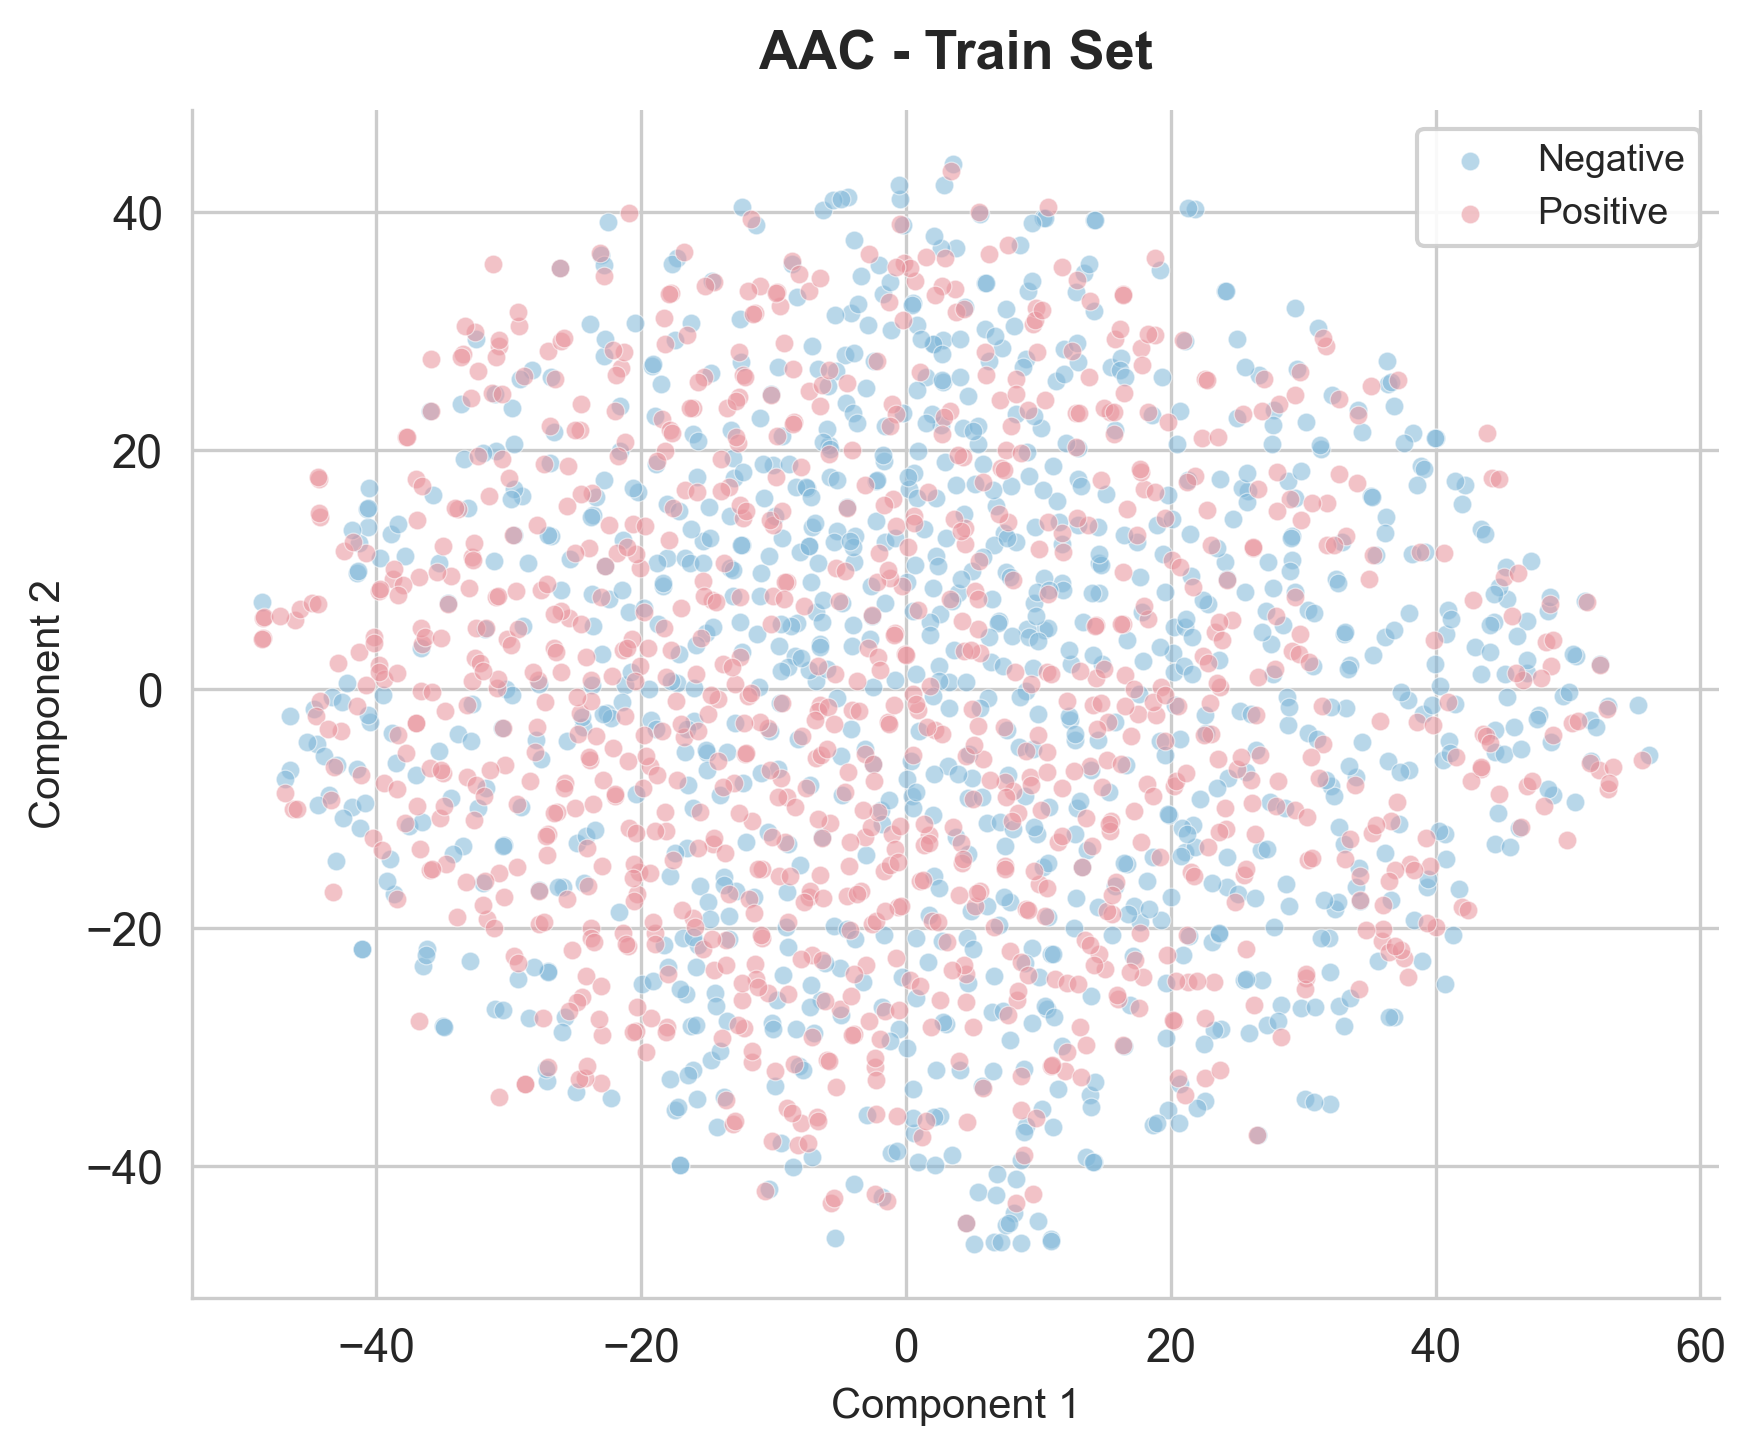 AAC - Train Set
Negative
Positive
Component 2
40
20
0
−20
−40
−40
−20
0
20
40
60
Component 1